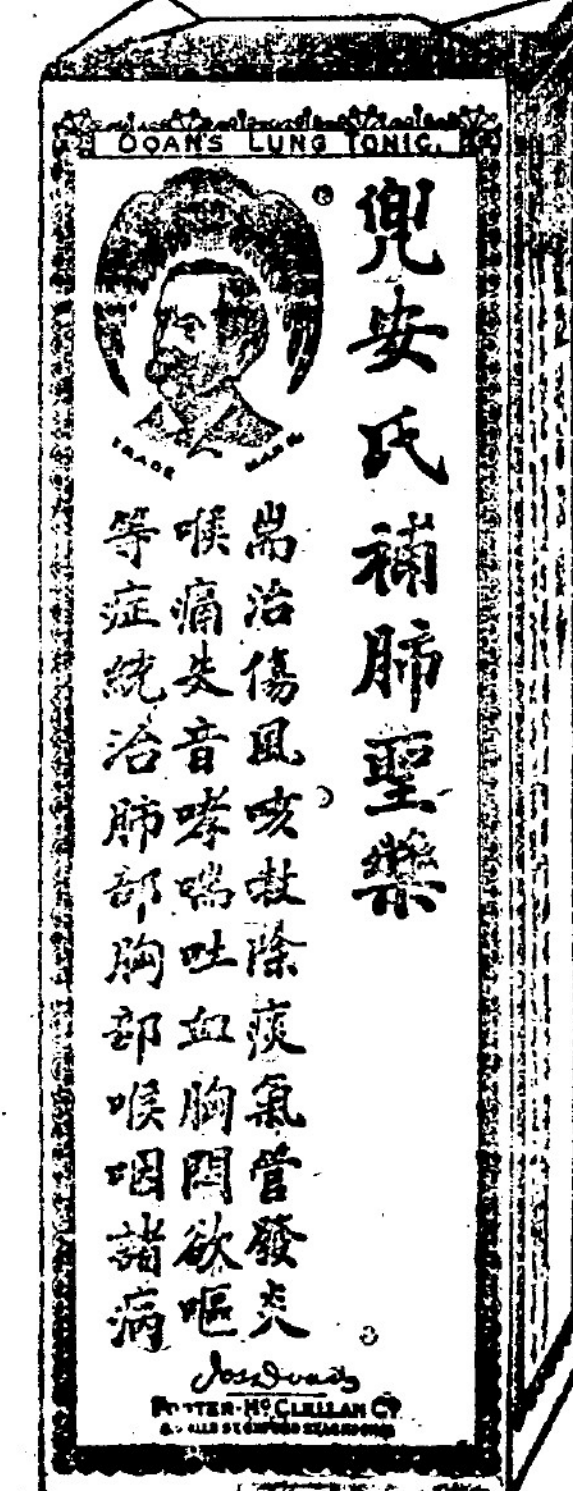 DOAN'S LUNG TONIC.
兜安氏補肺聖藥
TRADE MARK
耑治傷風咳嗽除痰氣管發炎
喉痛失音哮喘吐血胸悶欲嘔
等症統治肺部胸部喉咽諸病
FOSTER-McCLELLAN Co